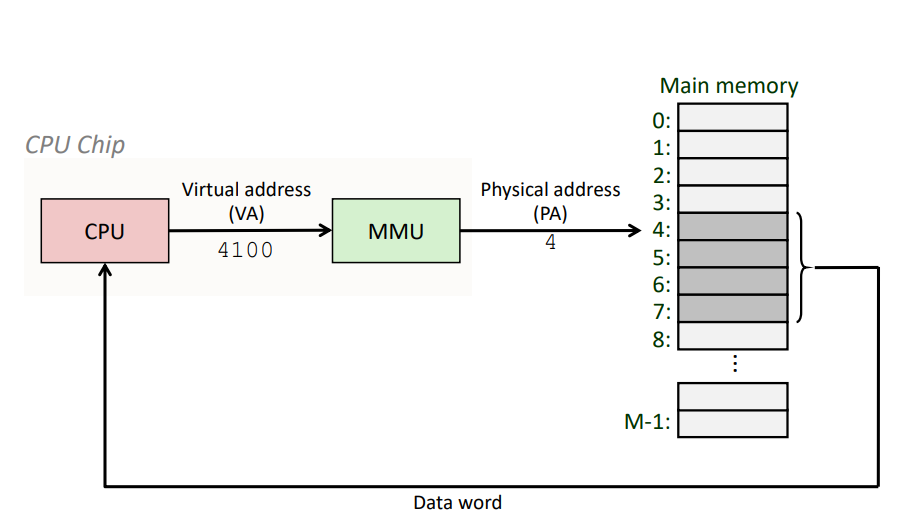 Main memory
0:
CPU Chip
1:
2:
Virtual address
(VA)
Physical address
(PA)
3:
CPU
MMU
4:
4100
4
5:
6:
7:
8:
⋮
M-1:
Data word